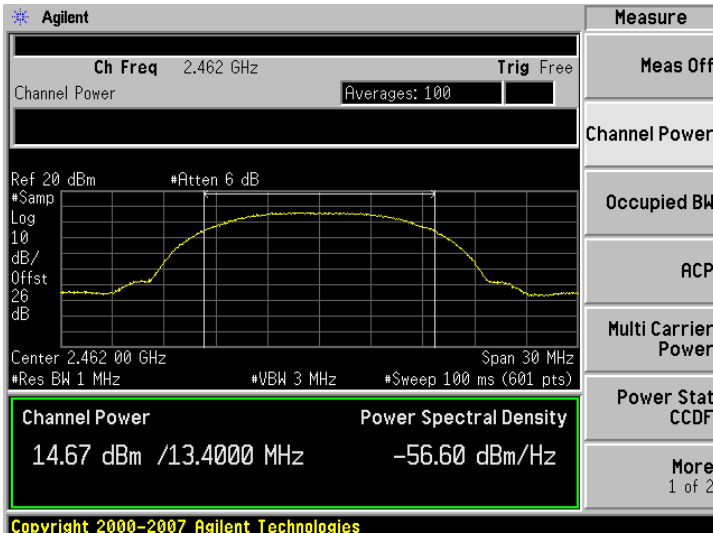 Agilent
Measure
Ch Freq 2.462 GHz Trig Free
Channel Power Averages: 100
Meas Off
Channel Power
Occupied BW
ACP
Multi Carrier
Power
Power Stat
CCDF
More
1 of 2
Ref 20 dBm #Atten 6 dB
#Samp
Log
10
dB/
Offst
26
dB
Center 2.462 00 GHz Span 30 MHz
#Res BW 1 MHz #VBW 3 MHz #Sweep 100 ms (601 pts)
Channel Power Power Spectral Density
14.67 dBm /13.4000 MHz -56.60 dBm/Hz
Copyright 2000-2007 Agilent Technologies